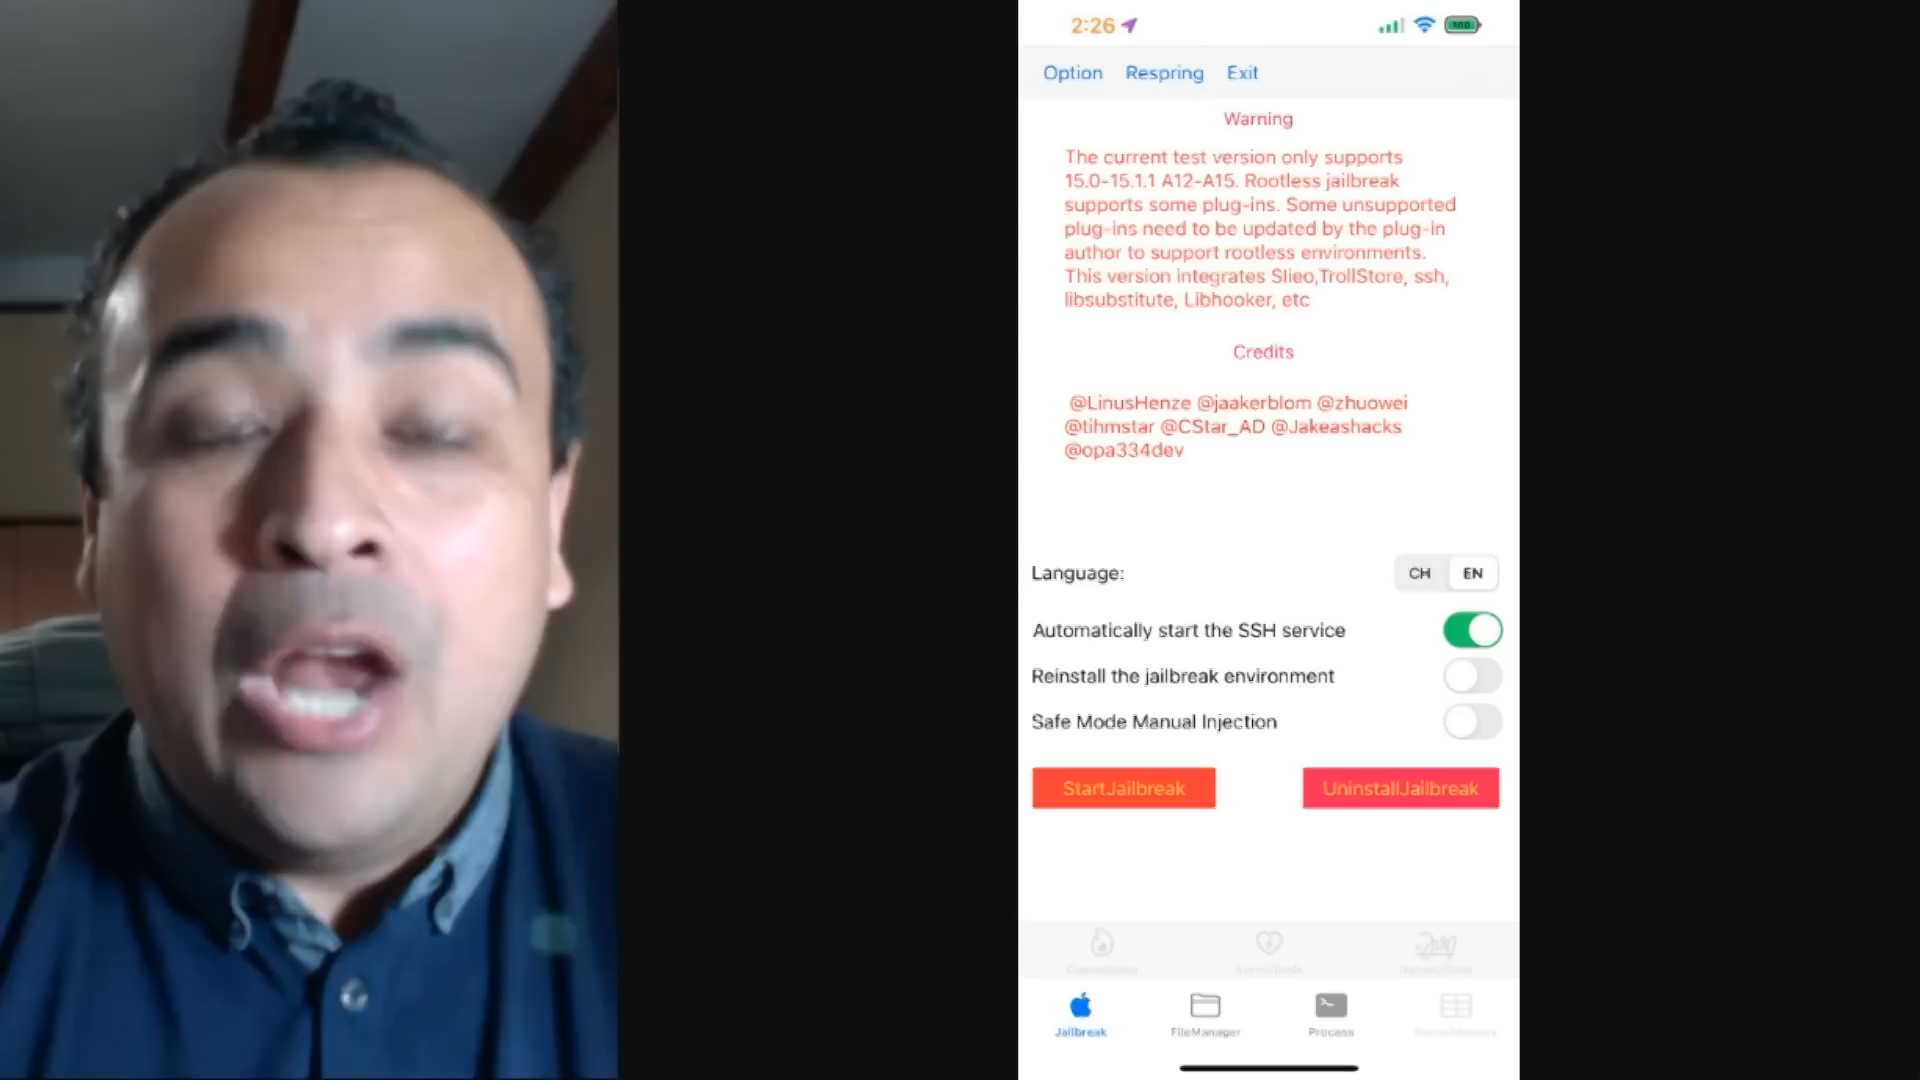 2:26
100
Option Respring Exit
Warning
The current test version only supports
15.0-15.1.1 A12-A15. Rootless jailbreak
supports some plug-ins. Some unsupported
plug-ins need to be updated by the plug-in
author to support rootless environments.
This version integrates Slieo,TrollStore, ssh,
libsubstitute, Libhooker, etc
Credits
@LinusHenze @jaakerblom @zhuowei
@tihmstar @CStar_AD @Jakeashacks
@opa334dev
Language: CH EN
Automatically start the SSH service
Reinstall the jailbreak environment
Safe Mode Manual Injection
StartJailbreak UninstallJailbreak
Jailbreak FileManager Process